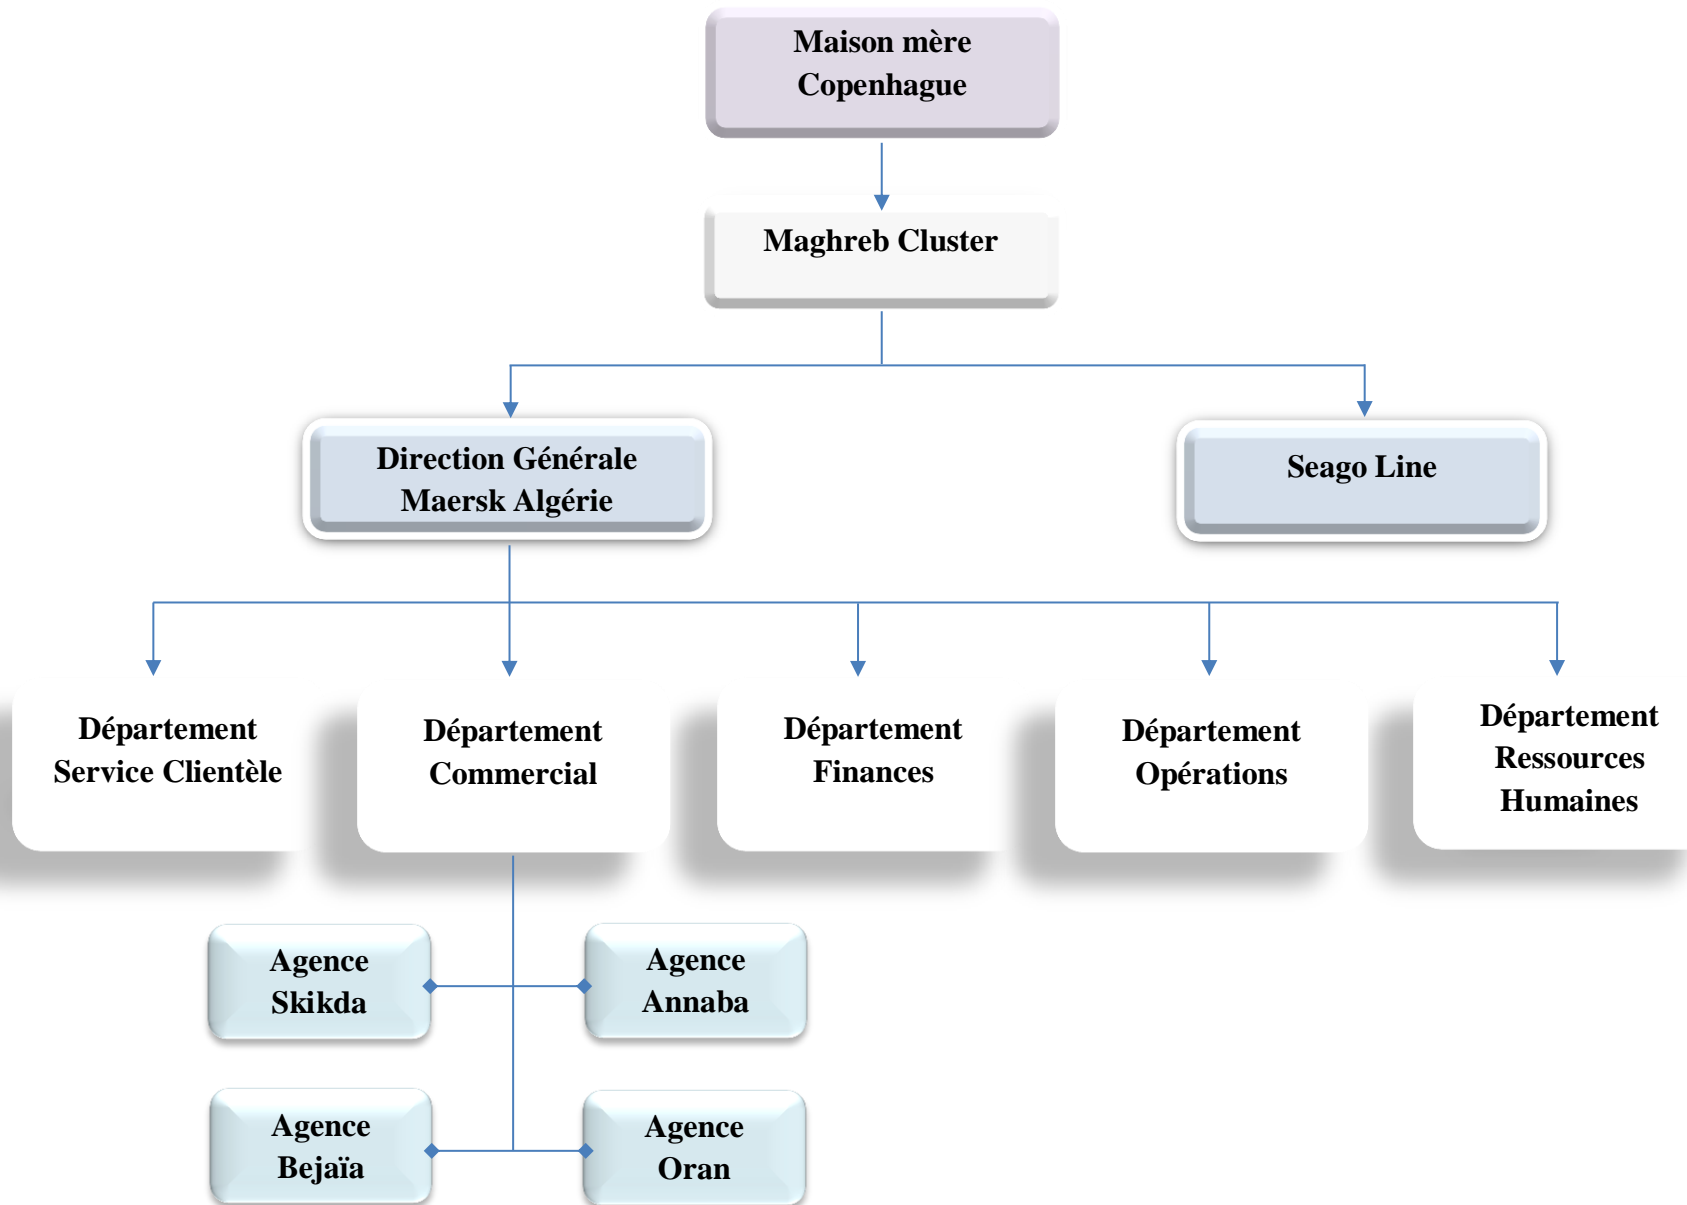 Maison mère
Copenhague
Maghreb Cluster
Direction Générale
Maersk Algérie
Seago Line
Département
Service Clientèle
Département
Commercial
Département
Finances
Département
Opérations
Département
Ressources
Humaines
Agence
Skikda
Agence
Annaba
Agence
Bejaïa
Agence
Oran